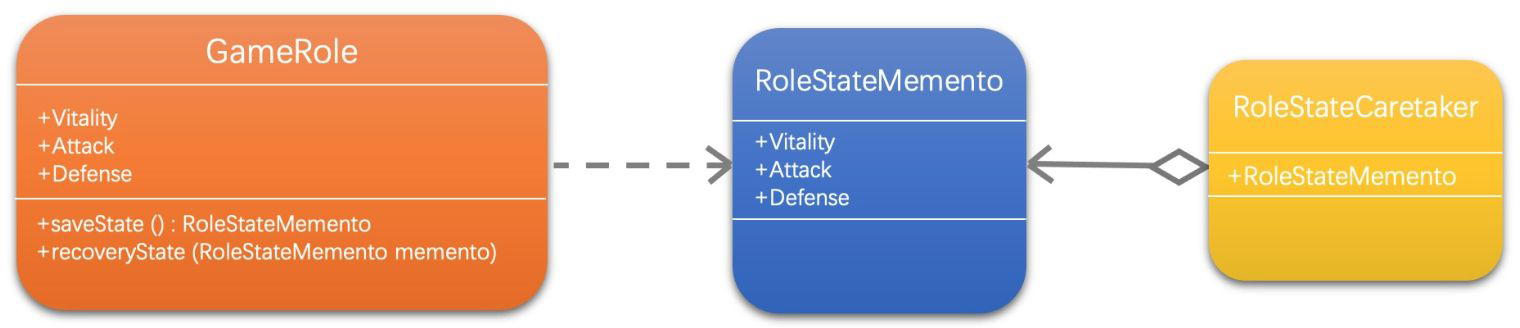 GameRole
+Vitality
+Attack
+Defense
+saveState () : RoleStateMemento
+recoveryState (RoleStateMemento memento)
RoleStateMemento
+Vitality
+Attack
+Defense
RoleStateCaretaker
+RoleStateMemento